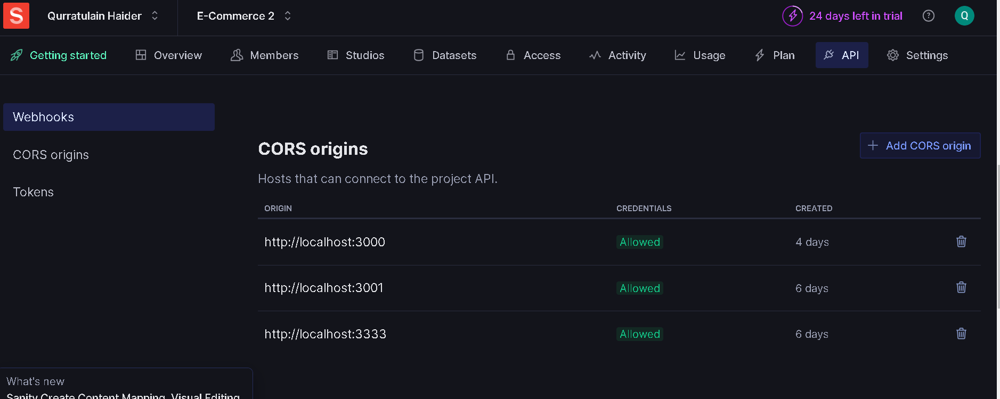 S Qurratulain Haider E-Commerce 2 24 days left in trial ? Q
Getting started Overview Members Studios Datasets Access Activity Usage Plan API Settings
Webhooks
CORS origins
Tokens
CORS origins
+ Add CORS origin
Hosts that can connect to the project API.
ORIGIN CREDENTIALS CREATED
http://localhost:3000 Allowed 4 days
http://localhost:3001 Allowed 6 days
http://localhost:3333 Allowed 6 days
What's new
Sanity Create Content Mapping, Visual Editing